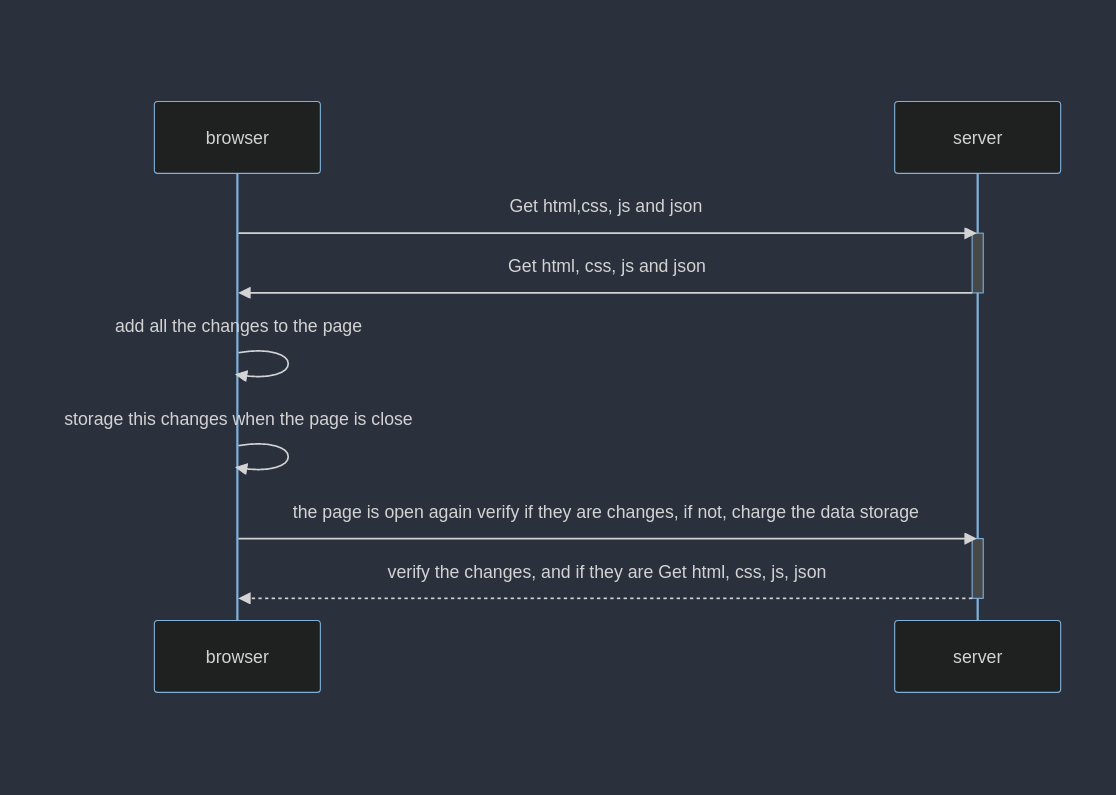 browser
server
Get html,css, js and json
Get html, css, js and json
add all the changes to the page
storage this changes when the page is close
the page is open again verify if they are changes, if not, charge the data storage
verify the changes, and if they are Get html, css, js, json
browser
server